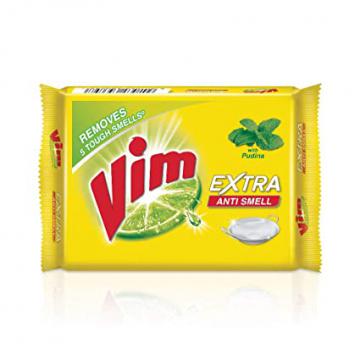 REMOVES
5 TOUGH SMELLS*
Vim
with
Pudina
EXTRA
ANTI SMELL